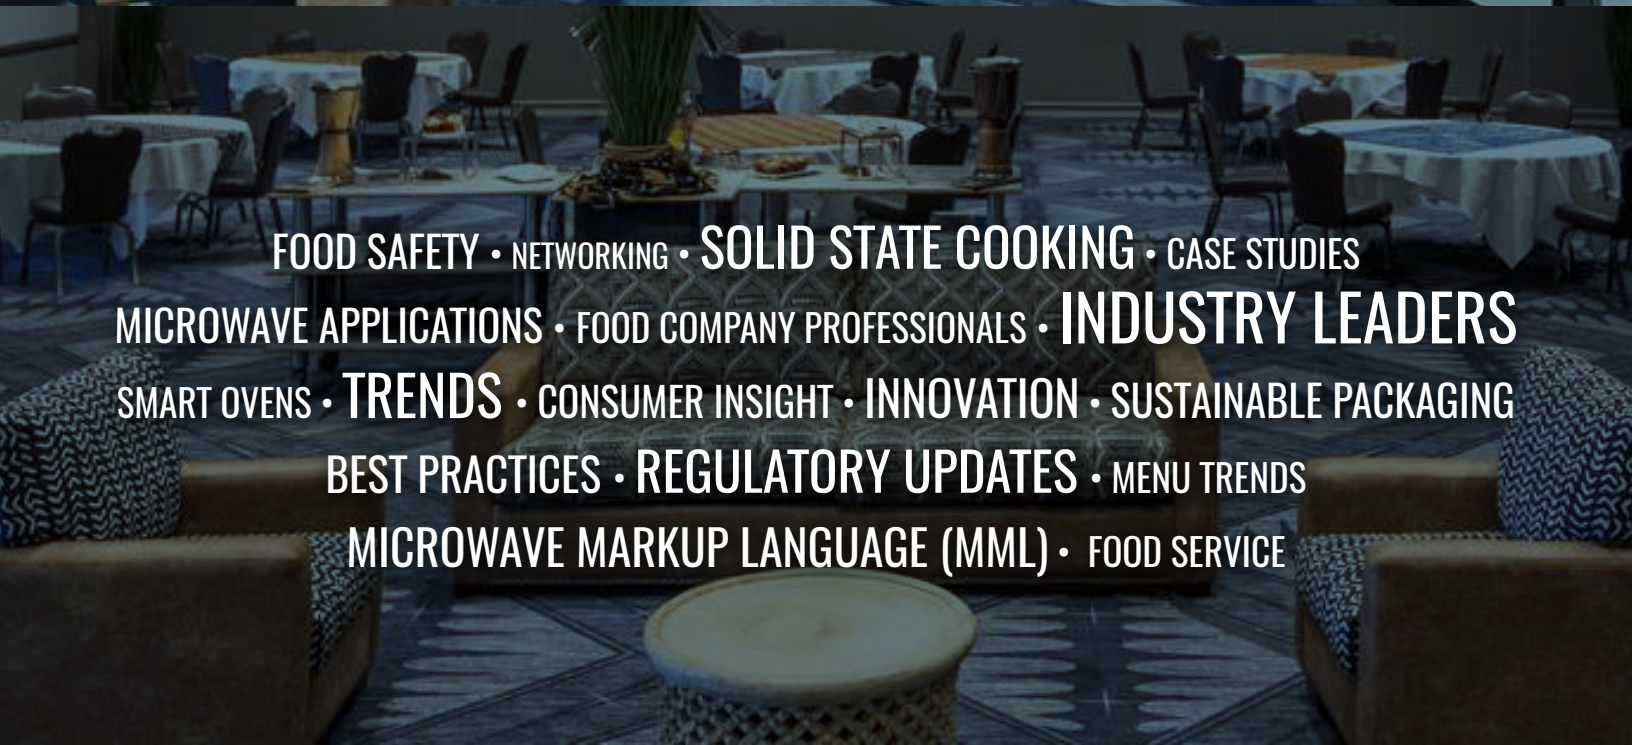 FOOD SAFETY • NETWORKING • SOLID STATE COOKING • CASE STUDIES
MICROWAVE APPLICATIONS • FOOD COMPANY PROFESSIONALS • INDUSTRY LEADERS
SMART OVENS • TRENDS • CONSUMER INSIGHT • INNOVATION • SUSTAINABLE PACKAGING
BEST PRACTICES • REGULATORY UPDATES • MENU TRENDS
MICROWAVE MARKUP LANGUAGE (MML) • FOOD SERVICE